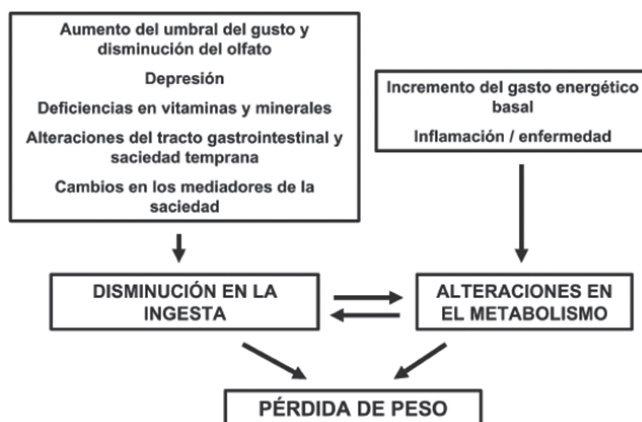 Aumento del umbral del gusto y
disminución del olfato
Depresión
Deficiencias en vitaminas y minerales
Alteraciones del tracto gastrointestinal y
saciedad temprana
Cambios en los mediadores de la
saciedad
Incremento del gasto energético
basal
Inflamación / enfermedad
DISMINUCIÓN EN LA
INGESTA
ALTERACIONES EN
EL METABOLISMO
PÉRDIDA DE PESO